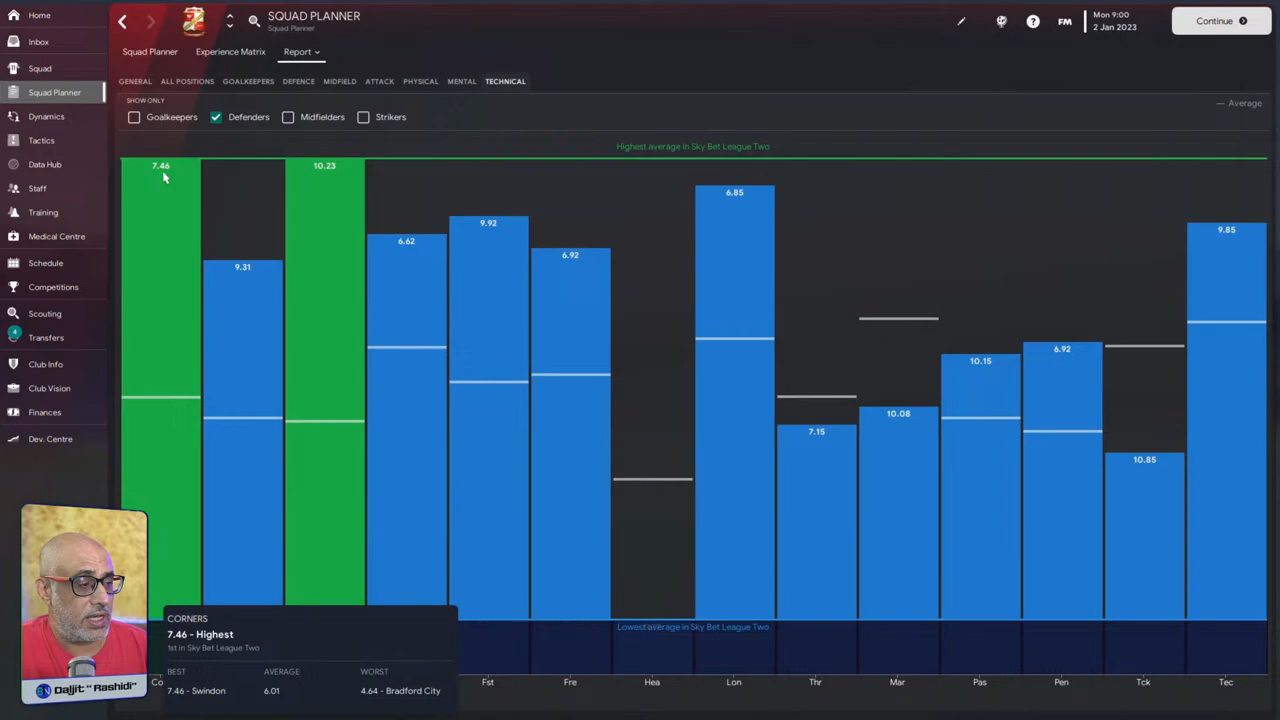 Home
Inbox
Squad
Squad Planner
Dynamics
Tactics
Data Hub
Staff
Training
Medical Centre
Schedule
Competitions
Scouting
4
Transfers
Club Info
Club Vision
Finances
Dev. Centre
SQUAD PLANNER
Squad Planner
?
FM
Mon 9:00
2 Jan 2023
Continue
Squad Planner
Experience Matrix
Report
GENERAL
ALL POSITIONS
GOALKEEPERS
DEFENCE
MIDFIELD
ATTACK
PHYSICAL
MENTAL
TECHNICAL
SHOW ONLY
Goalkeepers
Defenders
Midfielders
Strikers
Average
Highest average in Sky Bet League Two
7.46
9.31
10.23
6.62
9.92
6.92
6.85
7.15
10.08
10.15
6.92
10.85
9.85
Lowest average in Sky Bet League Two
CORNERS
7.46 - Highest
1st in Sky Bet League Two
BEST AVERAGE WORST
7.46 - Swindon 6.01 4.64 - Bradford City
Fst Fre Hea Lon Thr Mar Pas Pen Tck Tec
Daljit "Rashidi"